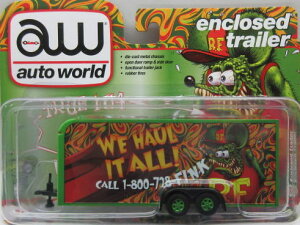 aw
auto world
enclosed
R.F. trailer
• die-cast metal chassis
• open door ramp & side door
• functional trailer jack
• rubber tires
WE HAUL
IT ALL!
CALL 1-800-728-FINK
R.F.